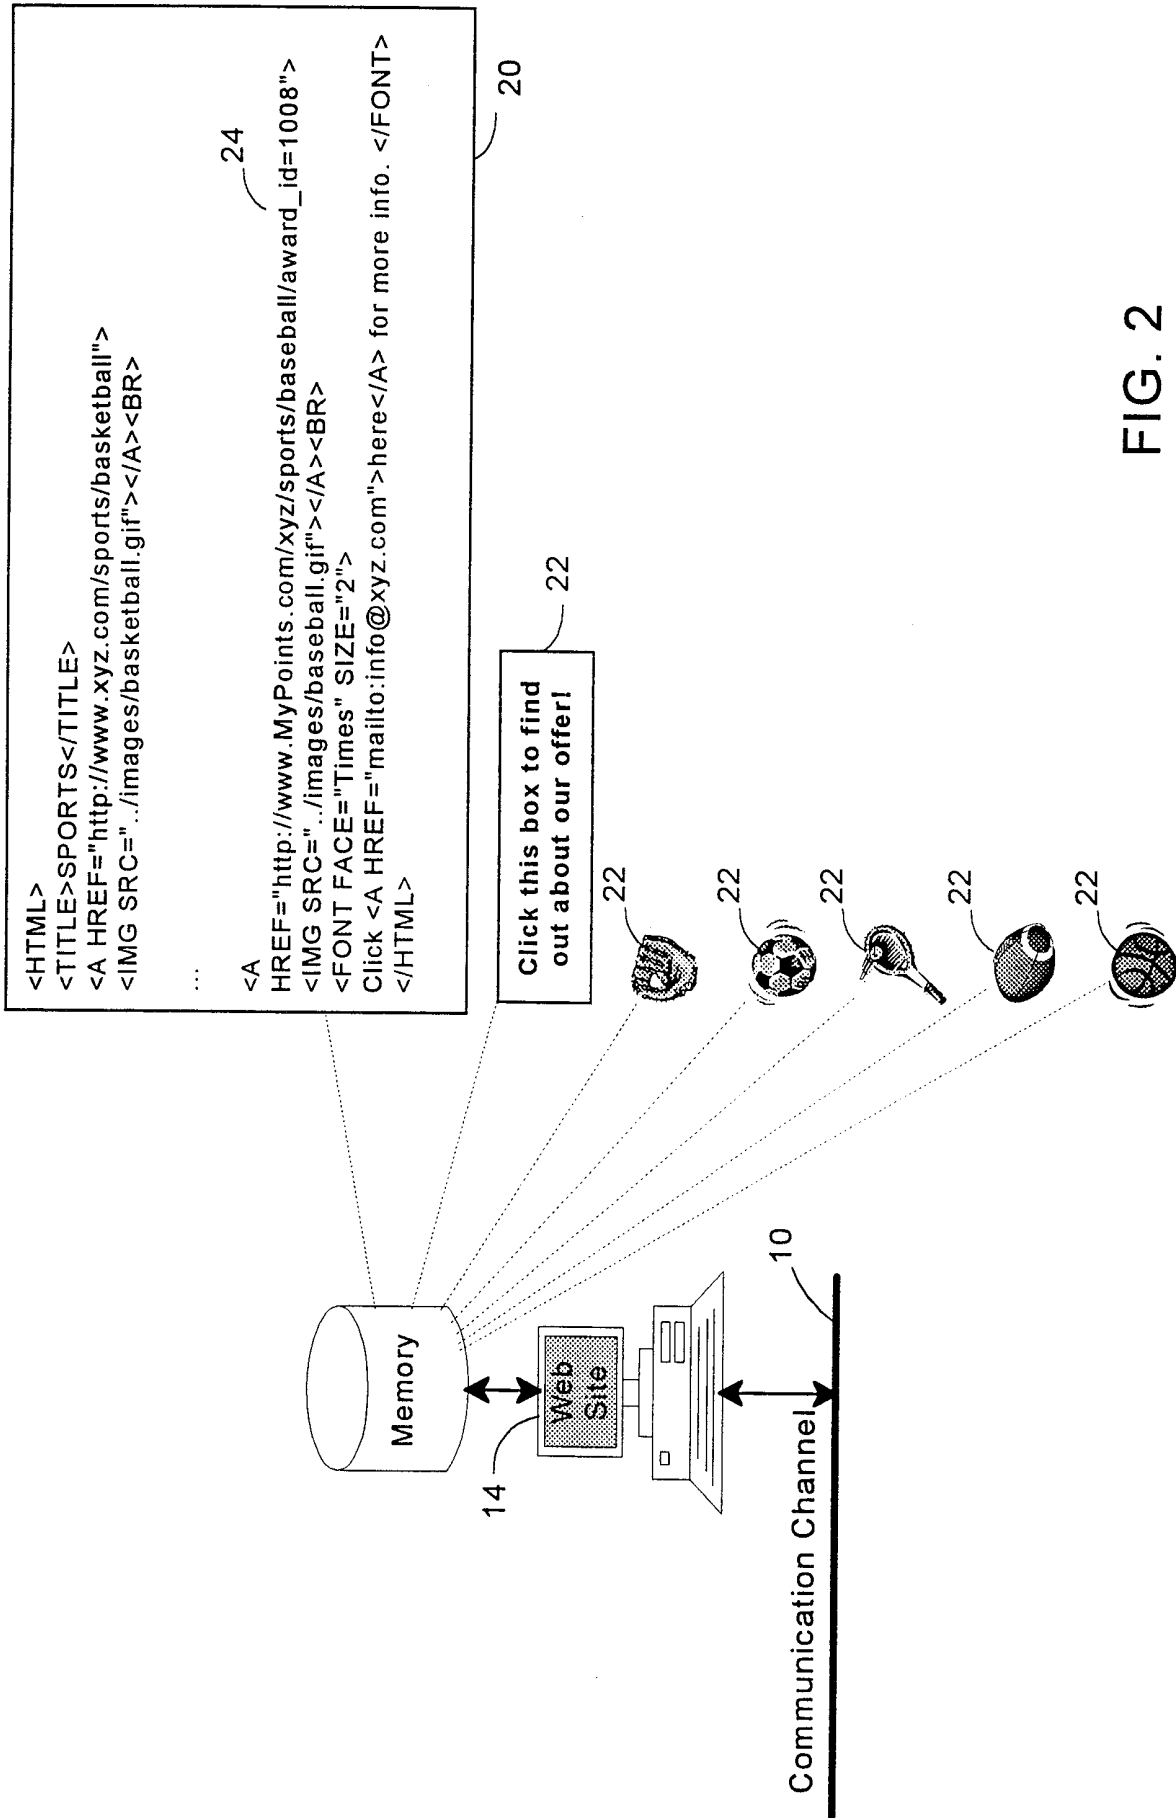 <HTML>
<TITLE>SPORTS</TITLE>
<A HREF="http://www.xyz.com/sports/basketball">
<IMG SRC="../images/basketball.gif"></A><BR>
...
24
<A
HREF="http://www.MyPoints.com/xyz/sports/baseball/award_id=1008">
<IMG SRC="../images/baseball.gif"></A><BR>
<FONT FACE="Times" SIZE="2">
Click <A HREF="mailto:info@xyz.com">here</A> for more info. </FONT>
</HTML>
20
Memory
14
Web
Site
Click this box to find
out about our offer!
22
22
22
22
22
22
10
Communication Channel
FIG. 2